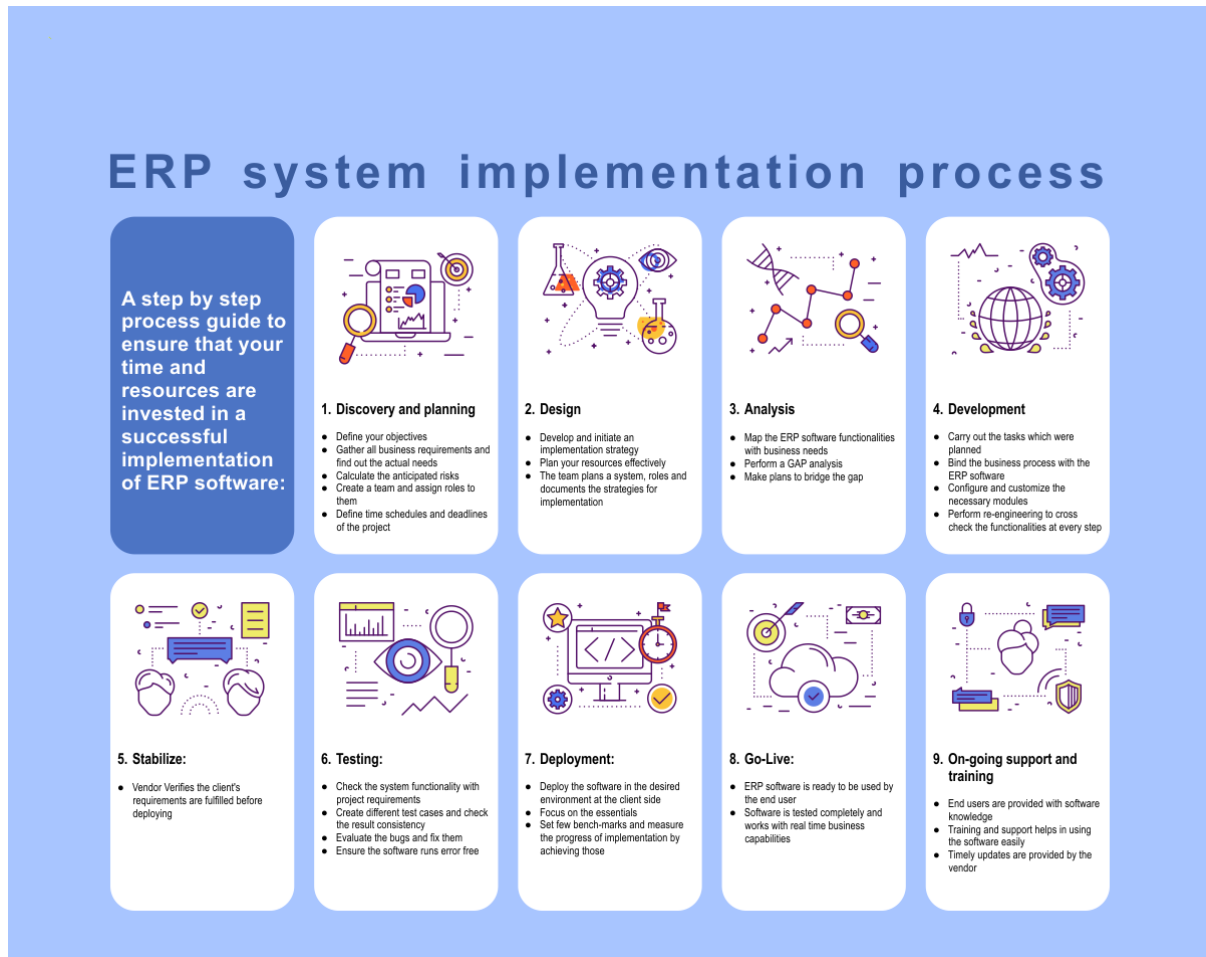 ERP system implementation process
A step by step
process guide to
ensure that your
time and
resources are
invested in a
successful
implementation
of ERP software:
1. Discovery and planning
● Define your objectives
● Gather all business requirements and
find out the actual needs
● Calculate the anticipated risks
● Create a team and assign roles to
them
● Define time schedules and deadlines
of the project
2. Design
● Develop and initiate an
implementation strategy
● Plan your resources effectively
● The team plans a system, roles and
documents the strategies for
implementation
3. Analysis
● Map the ERP software functionalities
with business needs
● Perform a GAP analysis
● Make plans to bridge the gap
4. Development
● Carry out the tasks which were
planned
● Bind the business process with the
ERP software
● Configure and customize the
necessary modules
● Perform re-engineering to cross
check the functionalities at every step
5. Stabilize:
● Vendor Verifies the client's
requirements are fulfilled before
deploying
6. Testing:
● Check the system functionality with
project requirements
● Create different test cases and check
the result consistency
● Evaluate the bugs and fix them
● Ensure the software runs error free
7. Deployment:
● Deploy the software in the desired
environment at the client side
● Focus on the essentials
● Set few bench-marks and measure
the progress of implementation by
achieving those
8. Go-Live:
● ERP software is ready to be used by
the end user
● Software is tested completely and
works with real time business
capabilities
9. On-going support and
training
● End users are provided with software
knowledge
● Training and support helps in using
the software easily
● Timely updates are provided by the
vendor